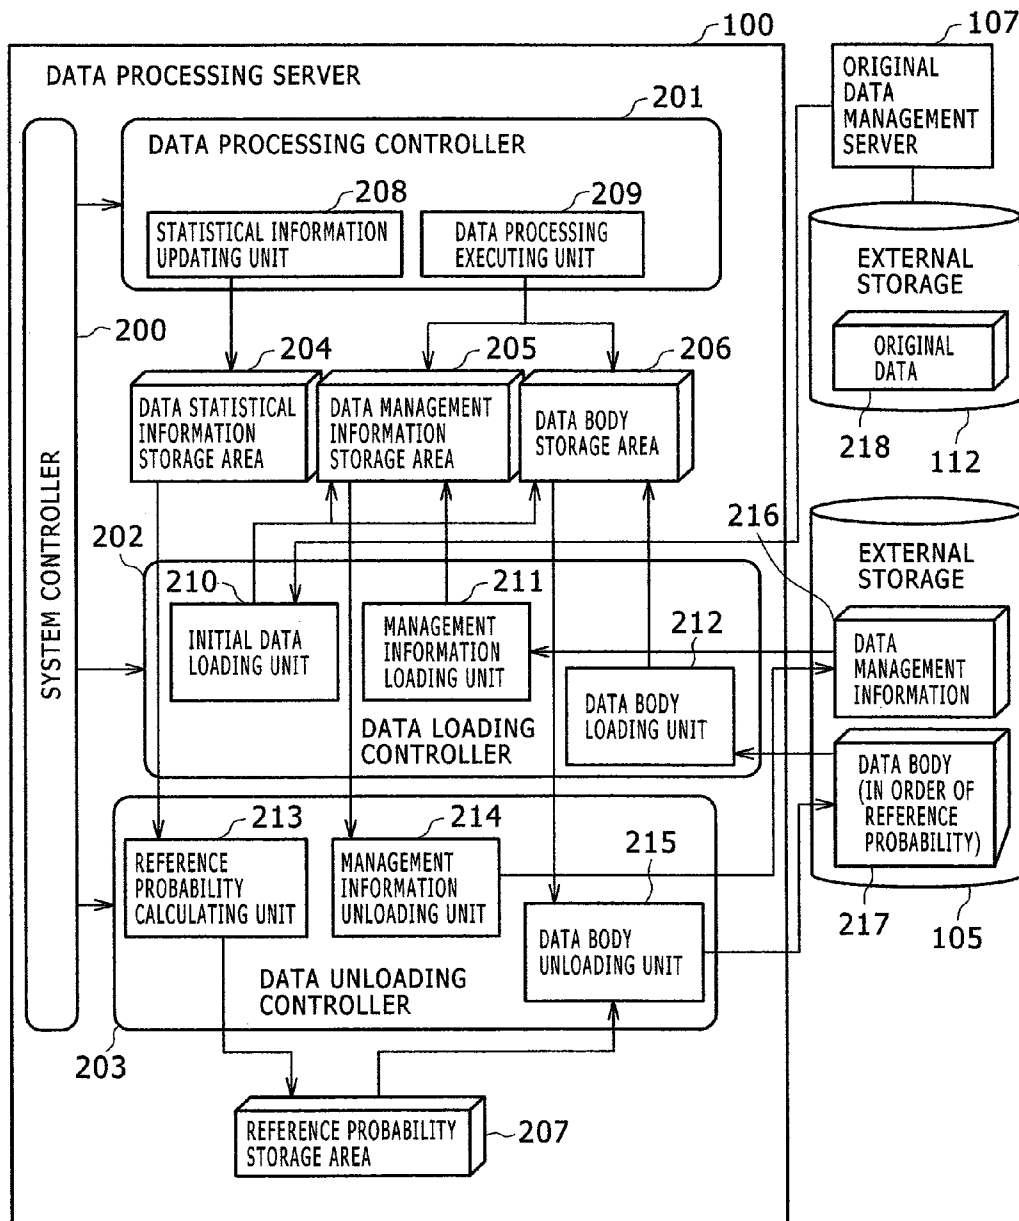 100
107
DATA PROCESSING SERVER
ORIGINAL
DATA
MANAGEMENT
SERVER
201
DATA PROCESSING CONTROLLER
208
209
STATISTICAL INFORMATION
UPDATING UNIT
DATA PROCESSING
EXECUTING UNIT
EXTERNAL
STORAGE
200
204
205
206
ORIGINAL
DATA
218
112
DATA STATISTICAL
INFORMATION
STORAGE AREA
DATA MANAGEMENT
INFORMATION
STORAGE AREA
DATA BODY
STORAGE AREA
SYSTEM CONTROLLER
202
216
EXTERNAL
STORAGE
210
211
212
INITIAL DATA
LOADING UNIT
MANAGEMENT
INFORMATION
LOADING UNIT
DATA BODY
LOADING UNIT
DATA
MANAGEMENT
INFORMATION
DATA LOADING
CONTROLLER
DATA BODY
(IN ORDER OF
REFERENCE
PROBABILITY)
213
214
215
REFERENCE
PROBABILITY
CALCULATING UNIT
MANAGEMENT
INFORMATION
UNLOADING UNIT
217
105
DATA BODY
UNLOADING UNIT
DATA UNLOADING
CONTROLLER
203
REFERENCE PROBABILITY
STORAGE AREA
207